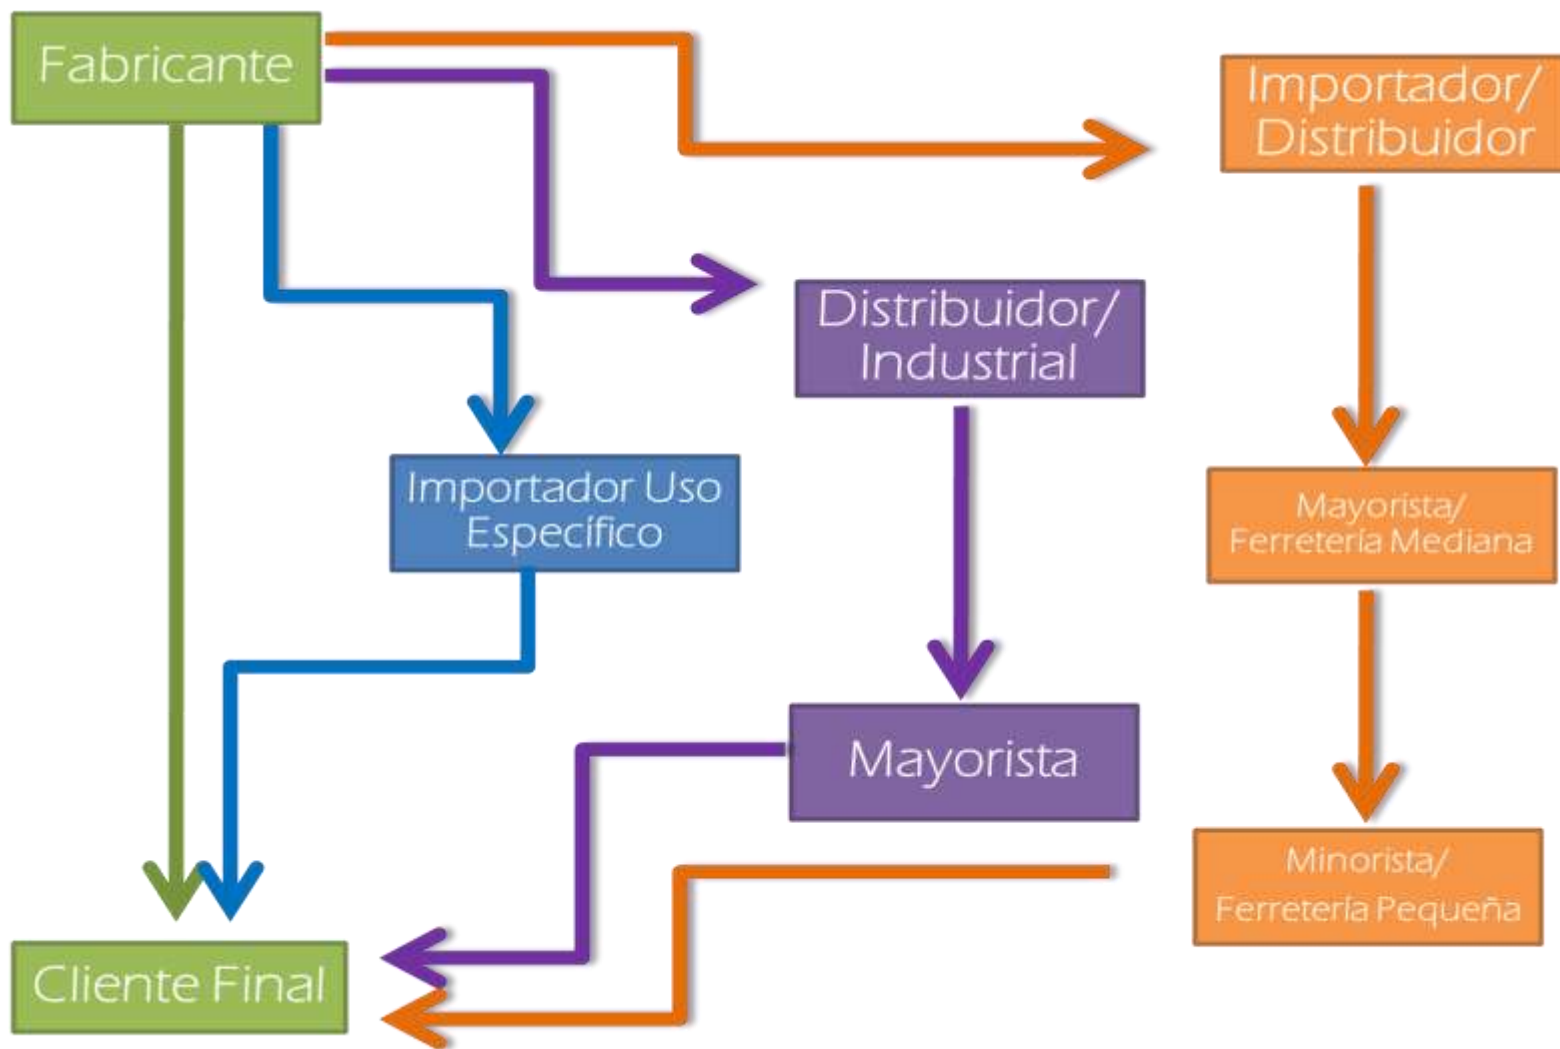 Fabricante
Importador/
Distribuidor
Distribuidor/
Industrial
Importador Uso
Específico
Mayorista/
Ferretería Mediana
Mayorista
Minorista/
Ferretería Pequeña
Cliente Final